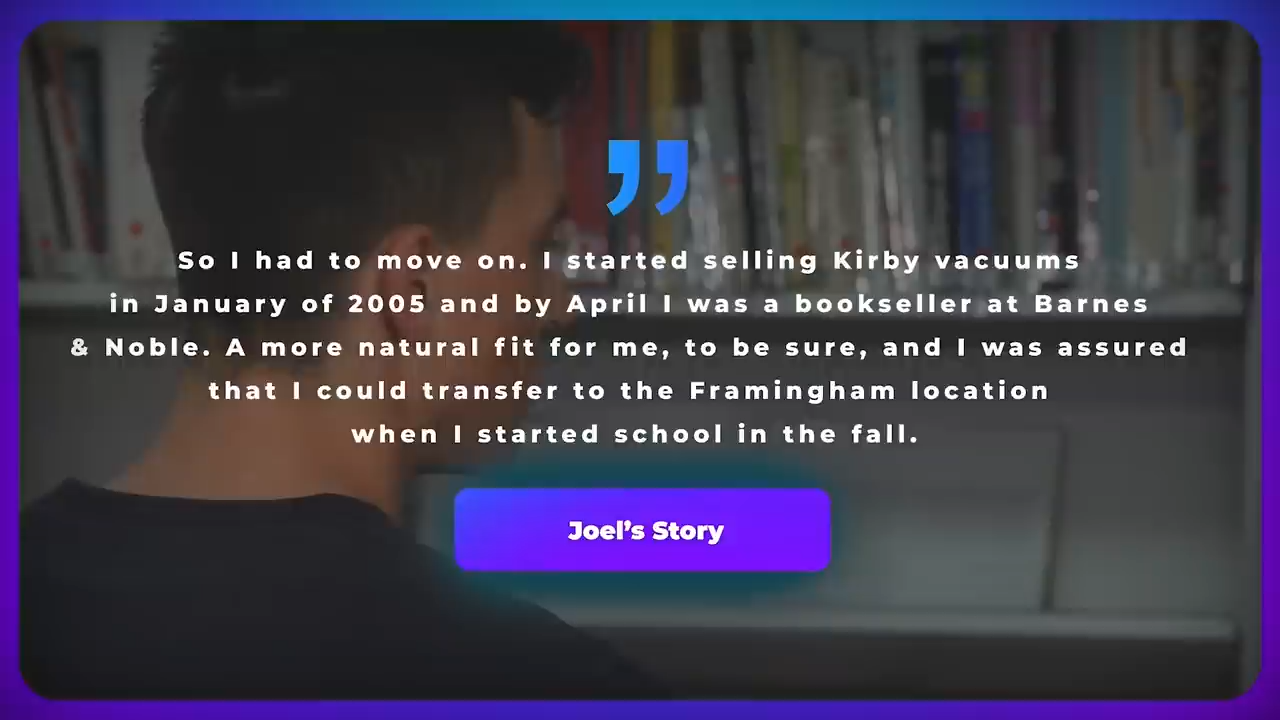 ”
So I had to move on. I started selling Kirby vacuums
in January of 2005 and by April I was a bookseller at Barnes
& Noble. A more natural fit for me, to be sure, and I was assured
that I could transfer to the Framingham location
when I started school in the fall.
Joel’s Story